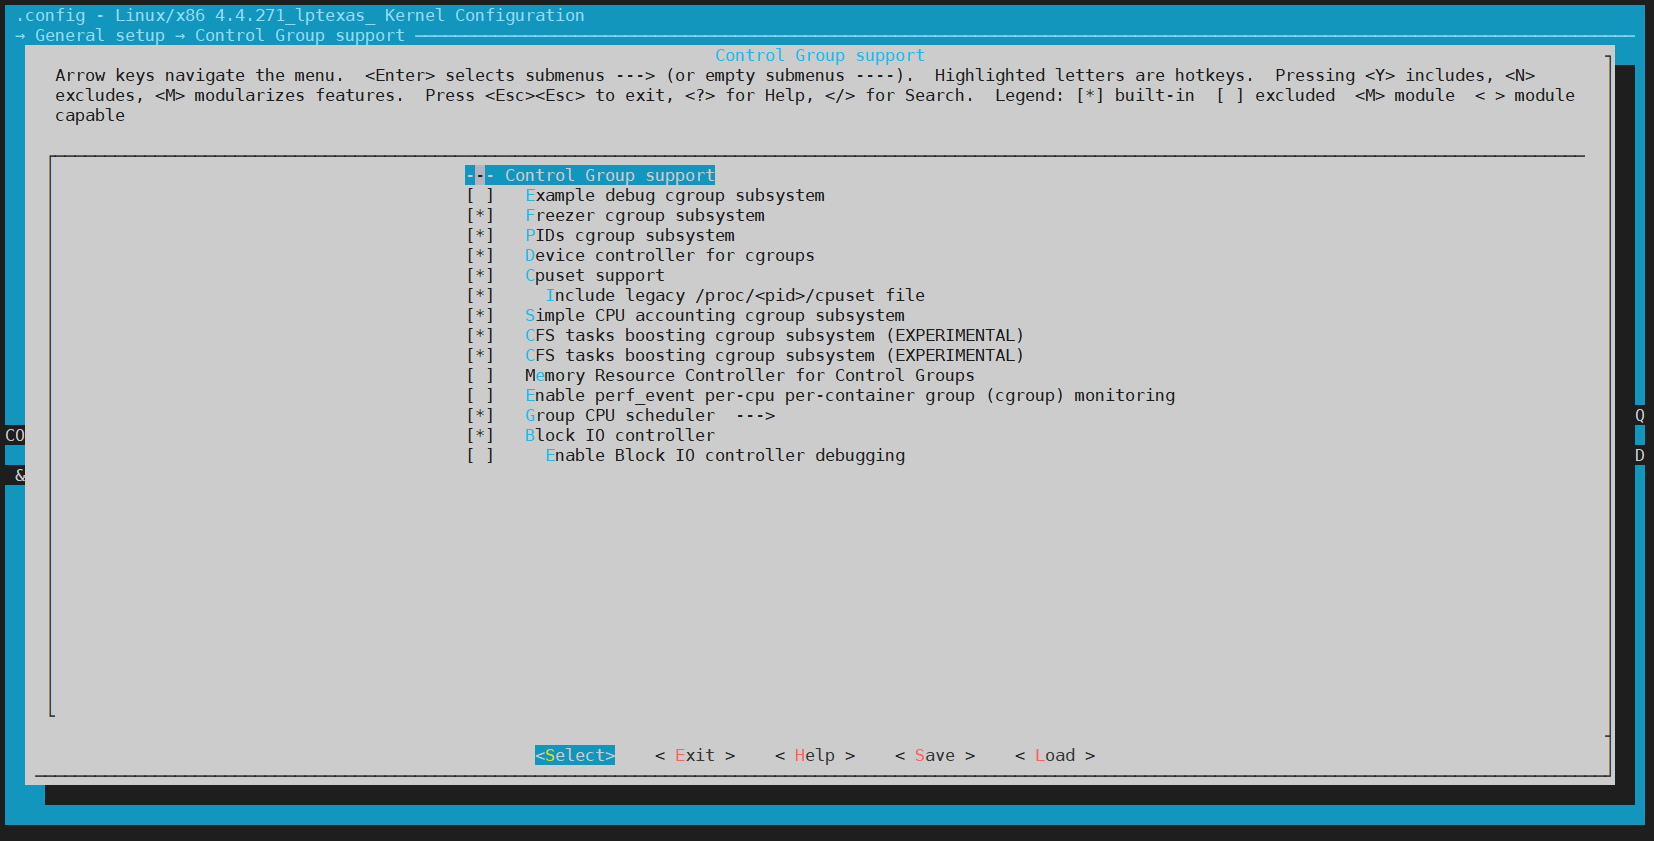 .config - Linux/x86 4.4.271_lptexas_ Kernel Configuration
→ General setup → Control Group support
Control Group support
Arrow keys navigate the menu.  <Enter> selects submenus ---> (or empty submenus ----).  Highlighted letters are hotkeys.  Pressing <Y> includes, <N>
excludes, <M> modularizes features.  Press <Esc><Esc> to exit, <?> for Help, </> for Search.  Legend: [*] built-in  [ ] excluded  <M> module  < > module
capable
--- Control Group support
[ ]   Example debug cgroup subsystem
[*]   Freezer cgroup subsystem
[*]   PIDs cgroup subsystem
[*]   Device controller for cgroups
[*]   Cpuset support
[*]     Include legacy /proc/<pid>/cpuset file
[*]   Simple CPU accounting cgroup subsystem
[*]   CFS tasks boosting cgroup subsystem (EXPERIMENTAL)
[*]   CFS tasks boosting cgroup subsystem (EXPERIMENTAL)
[ ]   Memory Resource Controller for Control Groups
[ ]   Enable perf_event per-cpu per-container group (cgroup) monitoring
[*]   Group CPU scheduler  --->
[*]   Block IO controller
[ ]     Enable Block IO controller debugging
Q
CO
D
&
<Select>    < Exit >    < Help >    < Save >    < Load >